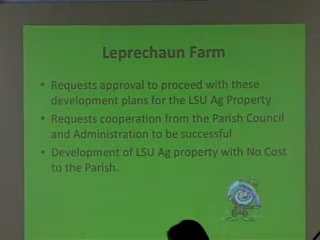 Leprechaun Farm
• Requests approval to proceed with these
development plans for the LSU Ag Property
• Requests cooperation from the Parish Council
and Administration to be successful
• Development of LSU Ag property with No Cost
to the Parish.